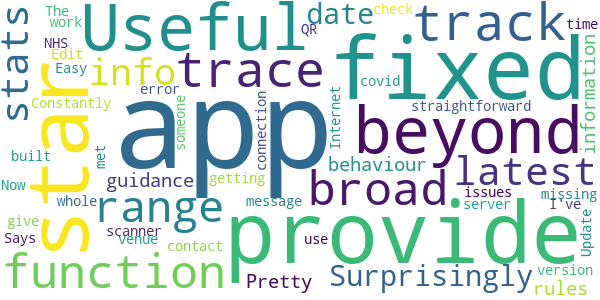 stats
star
Useful
date
check
QR
track
time
The
work
NHS
Edit
Easy
info
trace
fixed
Constantly
error
someone
connection
Internet
covid
straightforward
information
app
beyond
built
met
guidance
behaviour
latest
Now
whole
getting
message
broad
issues
missing
I've
range
provide
server
give
Says
scanner
venue
use
Update
function
contact
Pretty
Surprisingly
version
rules